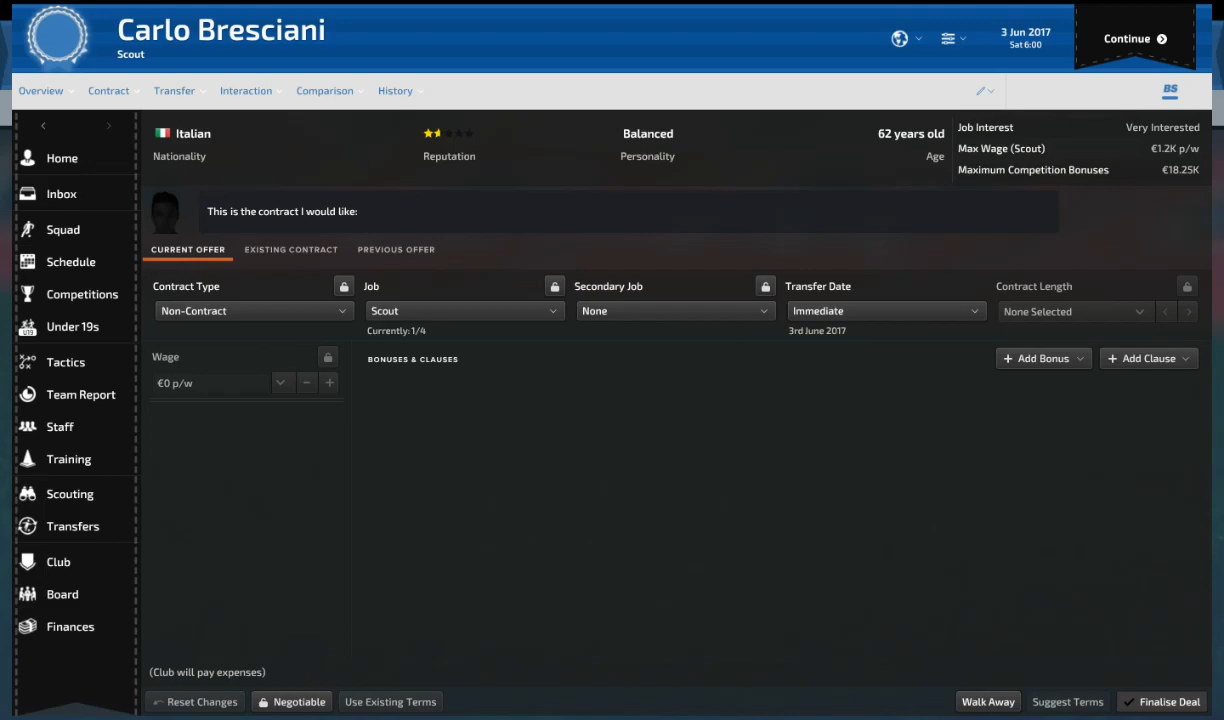 Carlo Bresciani
Scout
3 Jun 2017
Sat 6:00
Continue
Overview Contract Transfer Interaction Comparison History
BS
Home
Inbox
Squad
Schedule
Competitions
U19
Under 19s
Tactics
Team Report
Staff
Training
Scouting
Transfers
Club
Board
Finances
Italian
Nationality
Reputation
Balanced
Personality
62 years old
Age
Job Interest Very Interested
Max Wage (Scout) €1.2K p/w
Maximum Competition Bonuses €18.25K
This is the contract I would like:
CURRENT OFFER EXISTING CONTRACT PREVIOUS OFFER
Contract Type Job Secondary Job Transfer Date Contract Length
Non-Contract Scout None Immediate None Selected
Currently: 1/4 3rd June 2017
Wage
€0 p/w
BONUSES & CLAUSES
+ Add Bonus + Add Clause
(Club will pay expenses)
Reset Changes Negotiable Use Existing Terms Walk Away Suggest Terms Finalise Deal